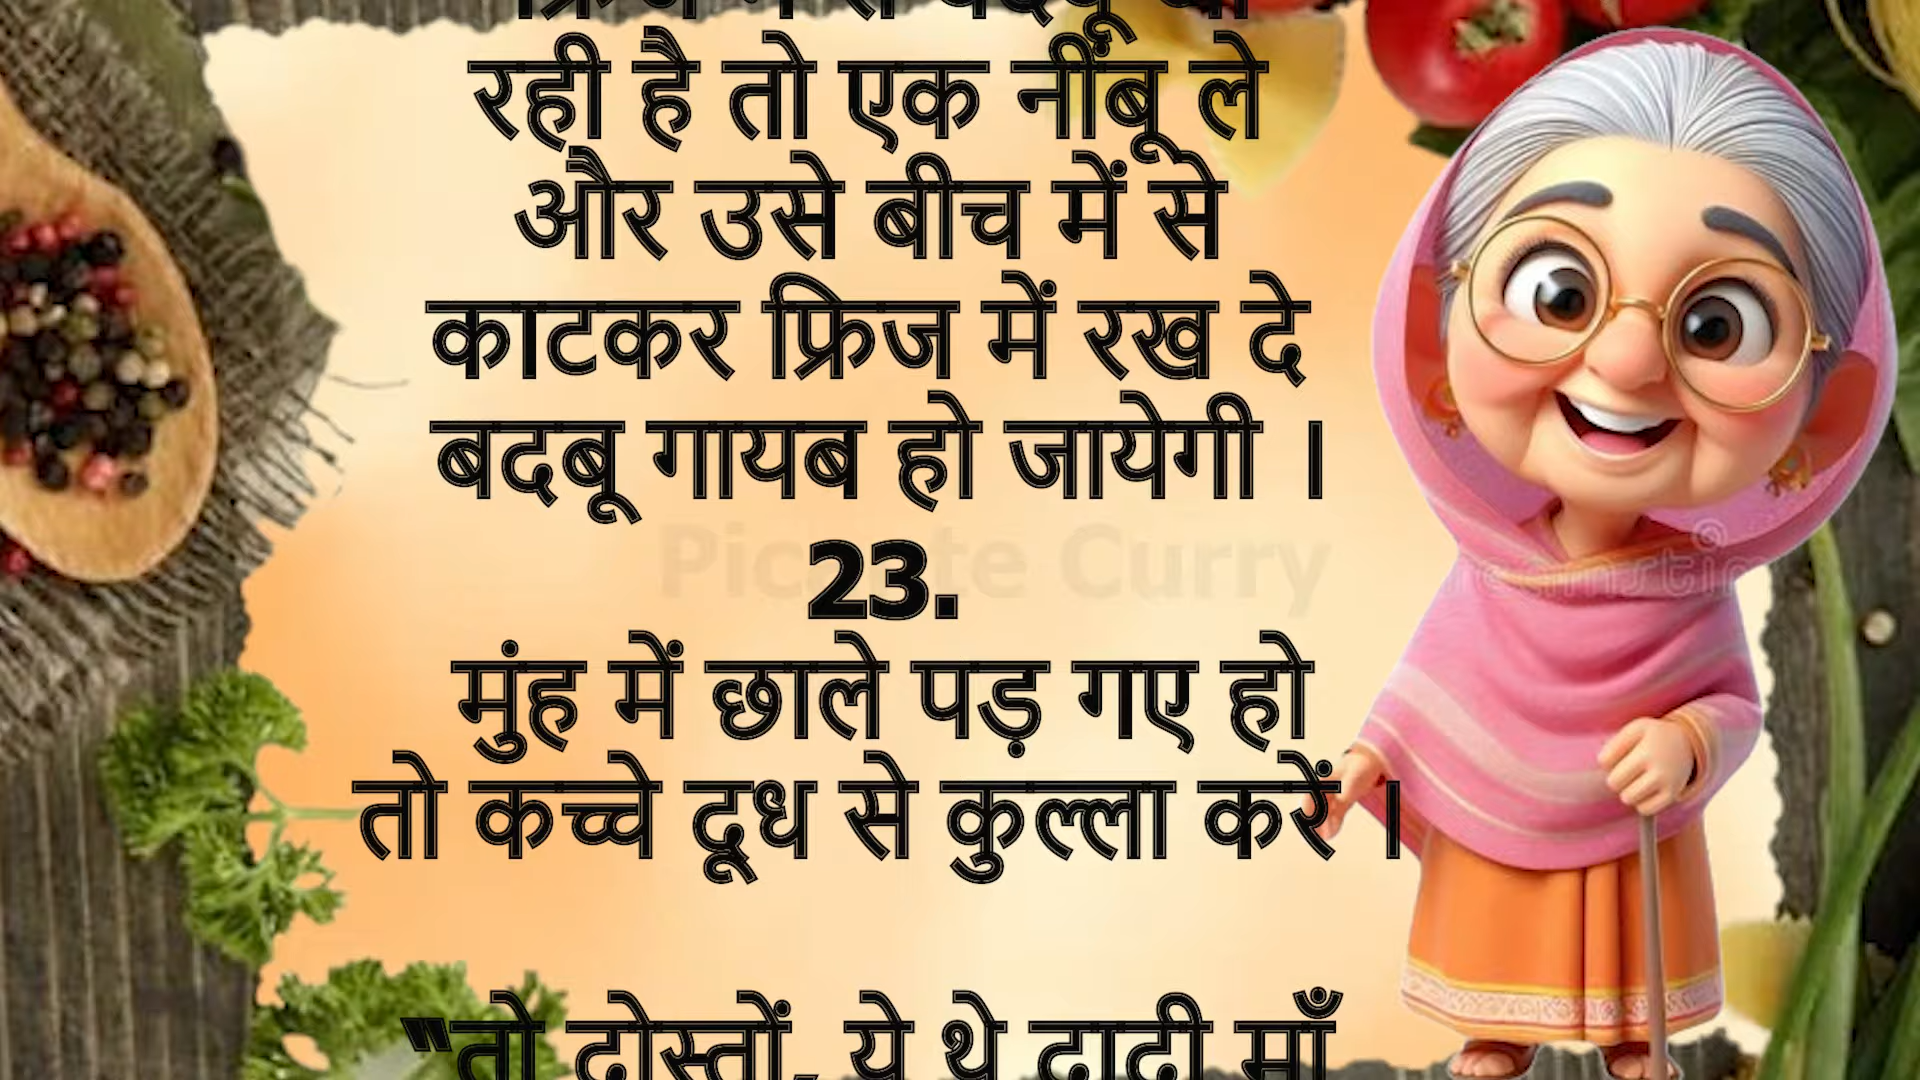 रही है तो एक नींबू ले
और उसे बीच में से
काटकर फ्रिज में रख दे
बदबू गायब हो जायेगी ।
23.
मुंह में छाले पड़ गए हो
तो कच्चे दूध से कुल्ला करें ।
"तो दोस्तों, ये थे दादी माँ